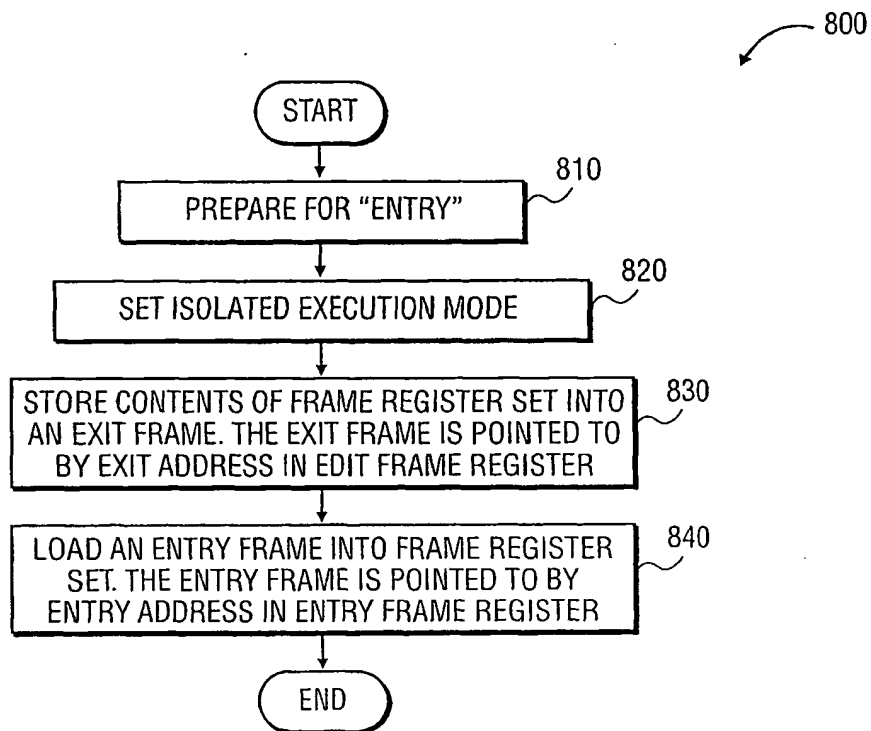 800
START
810
PREPARE FOR “ENTRY”
820
SET ISOLATED EXECUTION MODE
830
STORE CONTENTS OF FRAME REGISTER SET INTO
AN EXIT FRAME. THE EXIT FRAME IS POINTED TO
BY EXIT ADDRESS IN EDIT FRAME REGISTER
840
LOAD AN ENTRY FRAME INTO FRAME REGISTER
SET. THE ENTRY FRAME IS POINTED TO BY
ENTRY ADDRESS IN ENTRY FRAME REGISTER
END